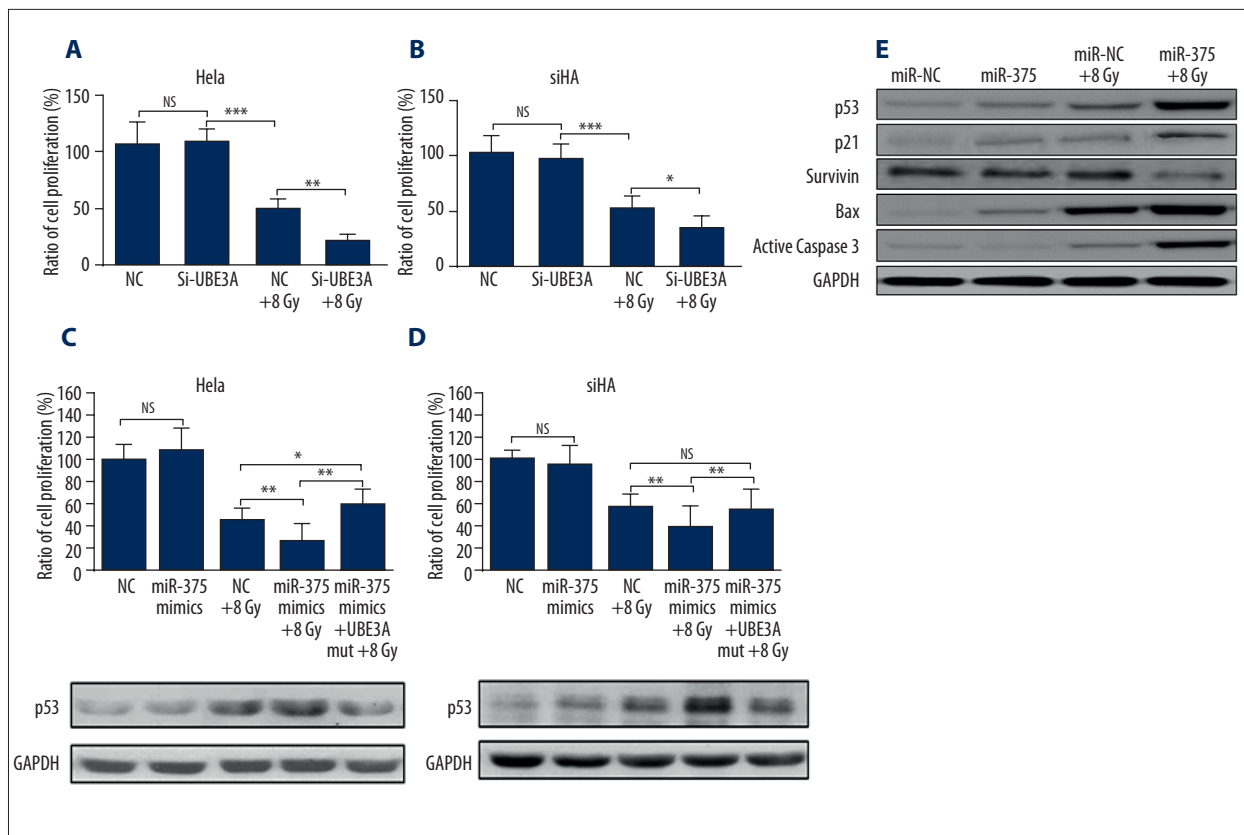 A
Hela
Ratio of cell proliferation (%)
150
100
50
0
NS
***
**
NC
Si-UBE3A
NC
+8 Gy
Si-UBE3A
+8 Gy
B
siHA
Ratio of cell proliferation (%)
150
100
50
0
NS
***
*
NC
Si-UBE3A
NC
+8 Gy
Si-UBE3A
+8 Gy
E
miR-NC
miR-375
miR-NC
+8 Gy
miR-375
+8 Gy
p53
p21
Survivin
Bax
Active Caspase 3
GAPDH
C
Hela
Ratio of cell proliferation (%)
160
140
120
100
80
60
40
20
0
NS
*
**
**
NC
miR-375
mimics
NC
+8 Gy
miR-375
mimics
+8 Gy
miR-375
mimics
+UBE3A
mut +8 Gy
p53
GAPDH
D
siHA
Ratio of cell proliferation (%)
160
140
120
100
80
60
40
20
0
NS
NS
**
**
NC
miR-375
mimics
NC
+8 Gy
miR-375
mimics
+8 Gy
miR-375
mimics
+UBE3A
mut +8 Gy
p53
GAPDH